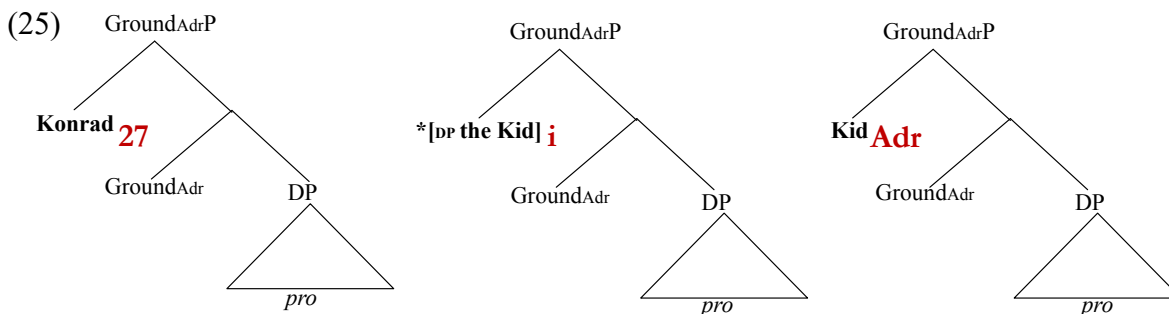 (25)
GroundAdrP GroundAdrP GroundAdrP
Konrad 27 *[DP the Kid] i Kid Adr
GroundAdr GroundAdr GroundAdr
DP DP DP
pro pro pro